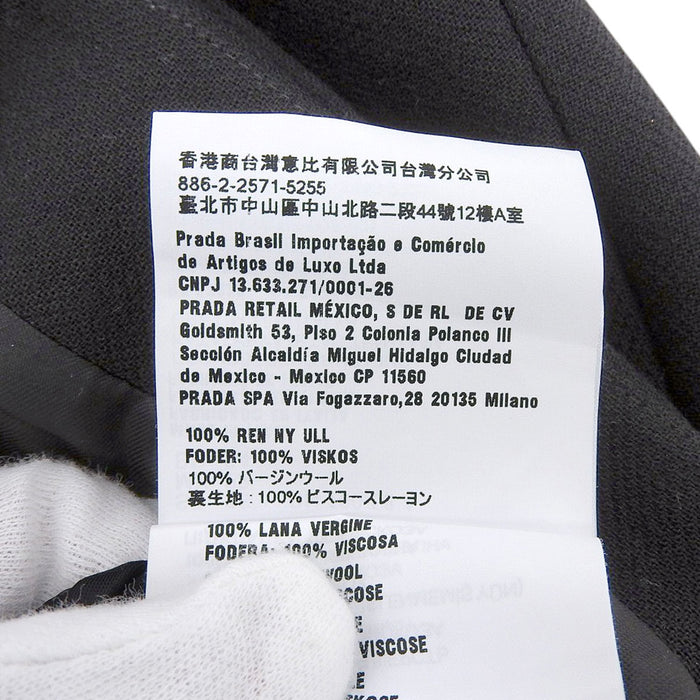 香港商台灣意比有限公司台灣分公司
886-2-2571-5255
臺北市中山區中山北路二段44號12樓A室
Prada Brasil Importação e Comércio
de Artigos de Luxo Ltda
CNPJ 13.633.271/0001-26
PRADA RETAIL MÉXICO, S DE RL DE CV
Goldsmith 53, Piso 2 Colonia Polanco III
Sección Alcaldía Miguel Hidalgo Ciudad
de Mexico - Mexico CP 11560
PRADA SPA Via Fogazzaro,28 20135 Milano
100% REN NY ULL
FODER: 100% VISKOS
100% バージンウール
裏生地 : 100% ビスコースレーヨン
100% LANA VERGINE
FODERA: 100% VISCOSA
WOOL
VISCOSE